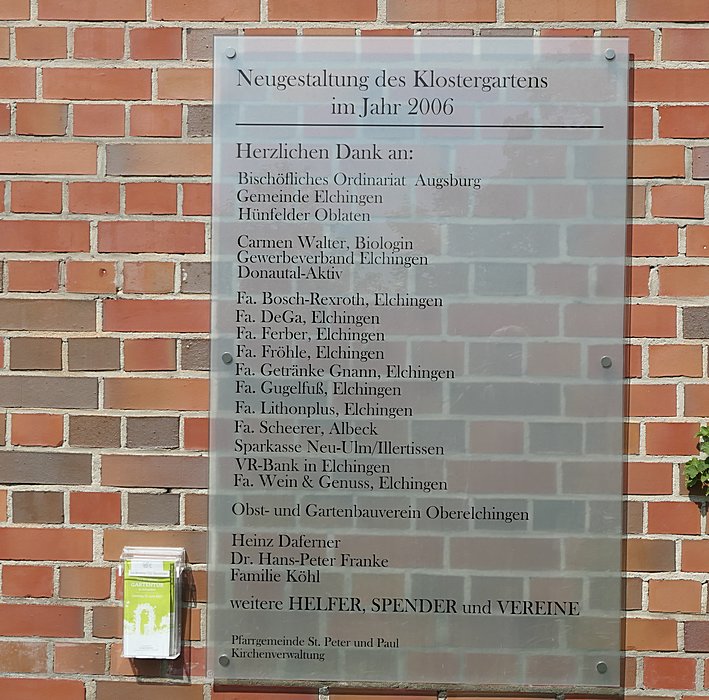 Neugestaltung des Klostergartens
im Jahr 2006
Herzlichen Dank an:
Bischöfliches Ordinariat Augsburg
Gemeinde Elchingen
Hünfelder Oblaten
Carmen Walter, Biologin
Gewerbeverband Elchingen
Donautal-Aktiv
Fa. Bosch-Rexroth, Elchingen
Fa. DeGa, Elchingen
Fa. Ferber, Elchingen
Fa. Fröhle, Elchingen
Fa. Getränke Gnann, Elchingen
Fa. Gugelfuß, Elchingen
Fa. Lithonplus, Elchingen
Fa. Scheerer, Albeck
Sparkasse Neu-Ulm/Illertissen
VR-Bank in Elchingen
Fa. Wein & Genuss, Elchingen
Obst- und Gartenbauverein Oberelchingen
Heinz Daferner
Dr. Hans-Peter Franke
Familie Köhl
weitere HELFER, SPENDER und VEREINE
Pfarrgemeinde St. Peter und Paul
Kirchenverwaltung
GARTENTÜR